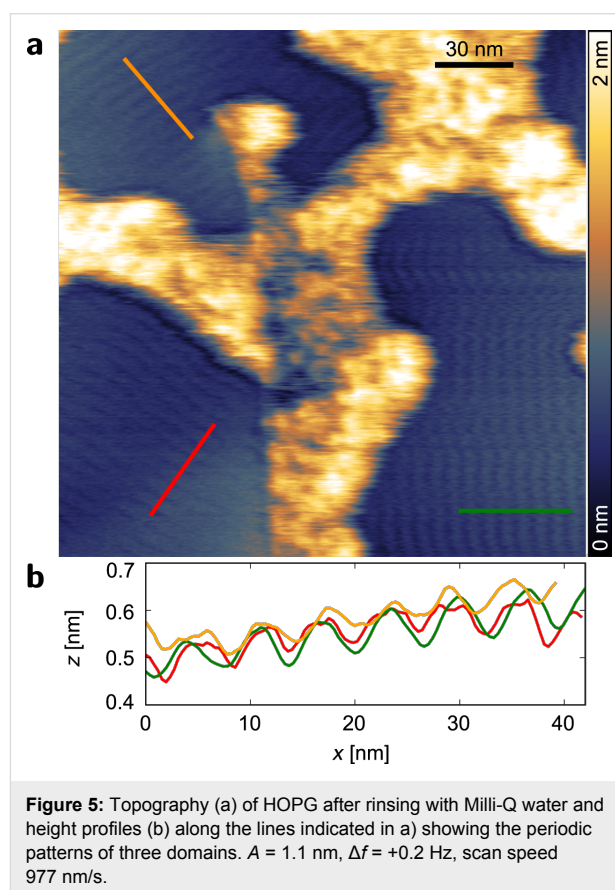 a
30 nm
2 nm
0 nm
b
0.7
0.6
0.5
0.4
z [nm]
0
10
20
30
40
x [nm]
Figure 5: Topography (a) of HOPG after rinsing with Milli-Q water and
height profiles (b) along the lines indicated in a) showing the periodic
patterns of three domains. A = 1.1 nm, Δf = +0.2 Hz, scan speed
977 nm/s.